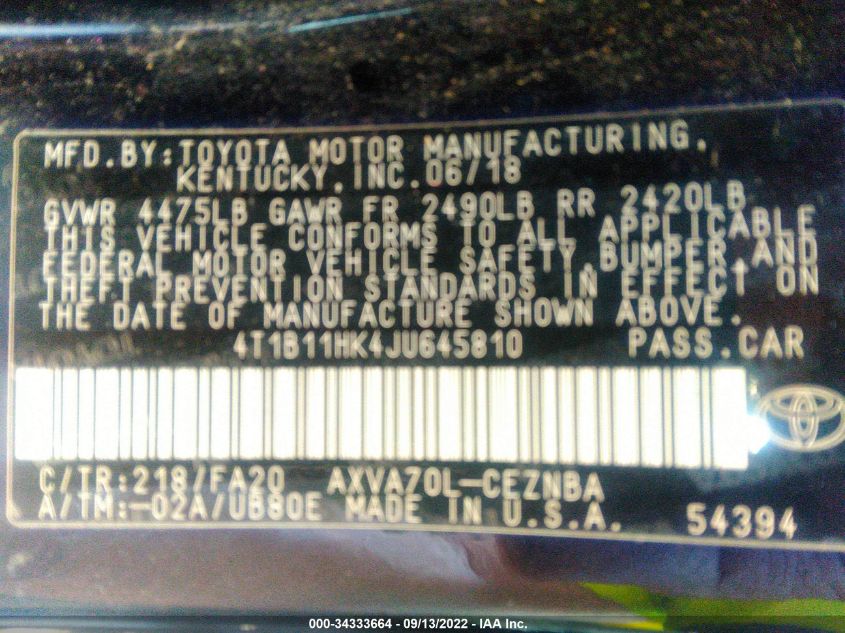 MFD.BY:TOYOTA MOTOR MANUFACTURING,
KENTUCKY,INC.06/18
GVWR 4475LB GAWR FR 2490LB RR 2420LB
THIS VEHICLE CONFORMS TO ALL APPLICABLE
FEDERAL MOTOR VEHICLE SAFETY,BUMPER,AND
THEFT PREVENTION STANDARDS IN EFFECT ON
THE DATE OF MANUFACTURE SHOWN ABOVE.
4T1B11HK4JU645810 PASS.CAR
C/TR:218/FA20 AXVA70L-CEZNBA
A/TM:-02A/UB80E MADE IN U.S.A. 54394
000-34333664 - 09/13/2022 - IAA Inc.